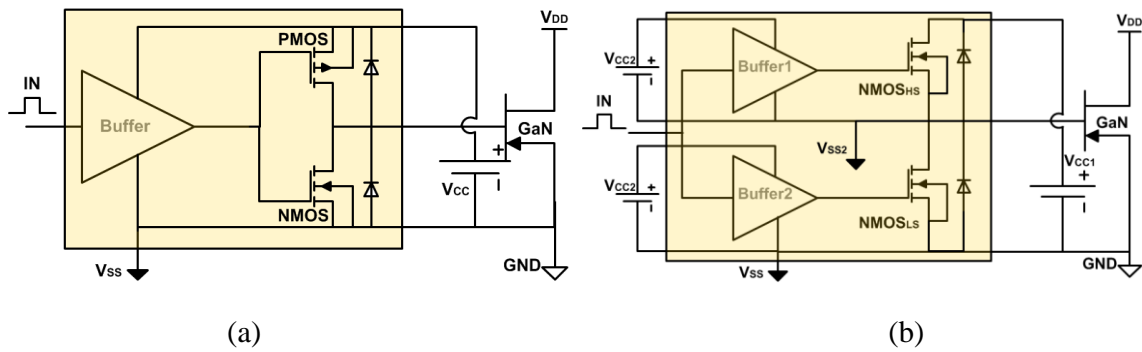 PMOS
VDD
IN
Buffer
GaN
+
VCC
−
NMOS
VSS
GND
(a)
VDD
VCC2
+
−
Buffer1
NMOSHS
IN
GaN
VSS2
VCC1
+
−
VCC2
+
−
Buffer2
NMOSLS
VSS
GND
(b)